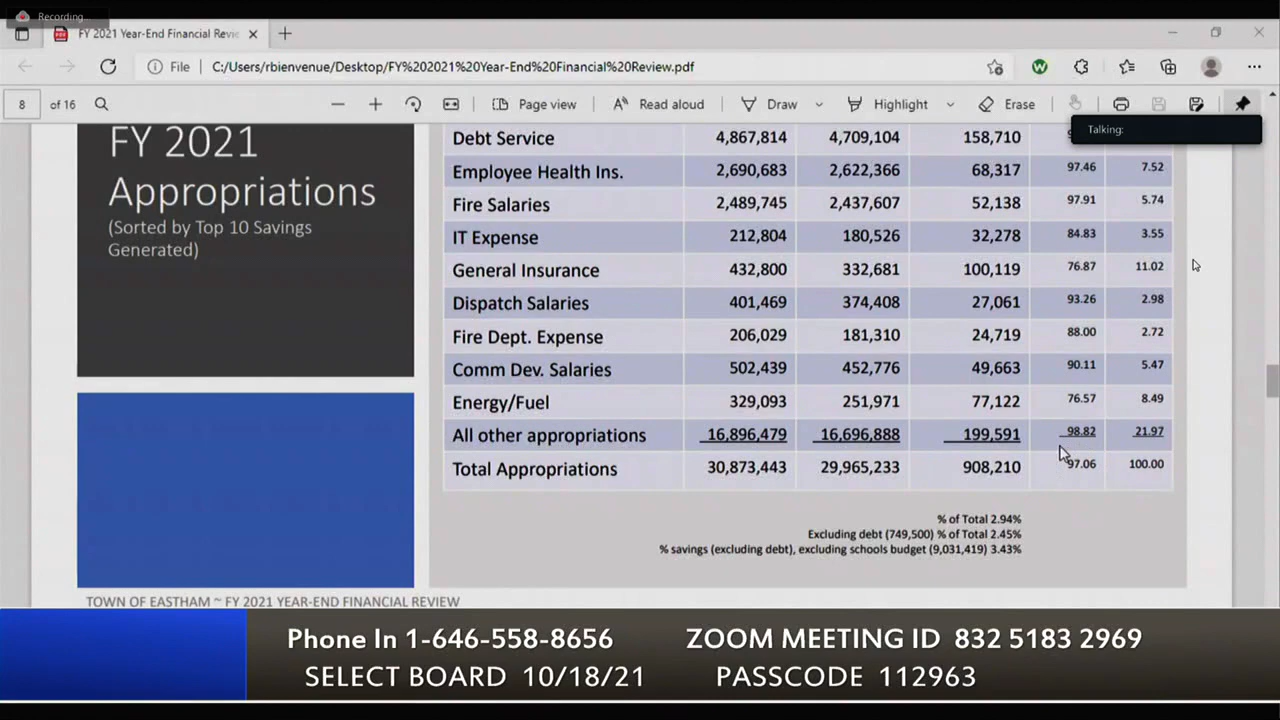 Recording
FY 2021 Year-End Financial Revie
File C:/Users/rbienvenue/Desktop/FY%202021%20Year-End%20Financial%20Review.pdf
8 of 16 Page view Read aloud Draw Highlight Erase
Talking:
FY 2021
Appropriations
(Sorted by Top 10 Savings
Generated)
Debt Service 4,867,814 4,709,104 158,710
Employee Health Ins. 2,690,683 2,622,366 68,317 97.46 7.52
Fire Salaries 2,489,745 2,437,607 52,138 97.91 5.74
IT Expense 212,804 180,526 32,278 84.83 3.55
General Insurance 432,800 332,681 100,119 76.87 11.02
Dispatch Salaries 401,469 374,408 27,061 93.26 2.98
Fire Dept. Expense 206,029 181,310 24,719 88.00 2.72
Comm Dev. Salaries 502,439 452,776 49,663 90.11 5.47
Energy/Fuel 329,093 251,971 77,122 76.57 8.49
All other appropriations 16,896,479 16,696,888 199,591 98.82 21.97
Total Appropriations 30,873,443 29,965,233 908,210 97.06 100.00
% of Total 2.94%
Excluding debt (749,500) % of Total 2.45%
% savings (excluding debt), excluding schools budget (9,031,419) 3.43%
TOWN OF EASTHAM ~ FY 2021 YEAR-END FINANCIAL REVIEW
Phone In 1-646-558-8656 ZOOM MEETING ID 832 5183 2969
SELECT BOARD 10/18/21 PASSCODE 112963